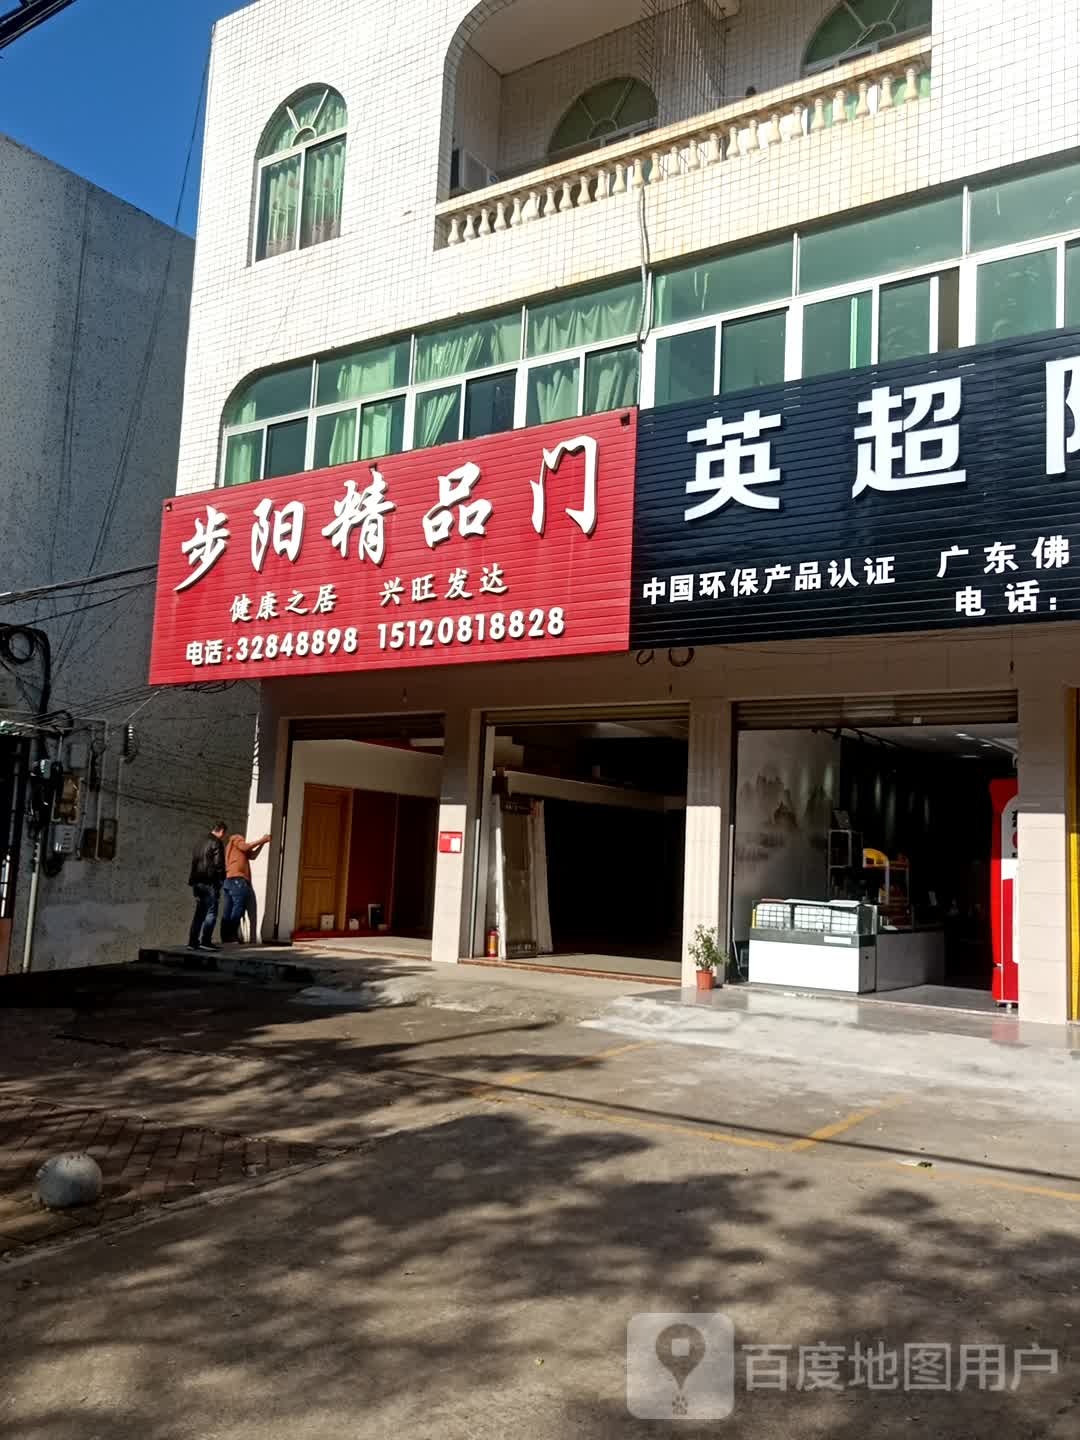 步阳精品门
健康之居 兴旺发达
电话:32848898 15120818828
英超
中国环保产品认证 广东佛
电话:
百度地图用户